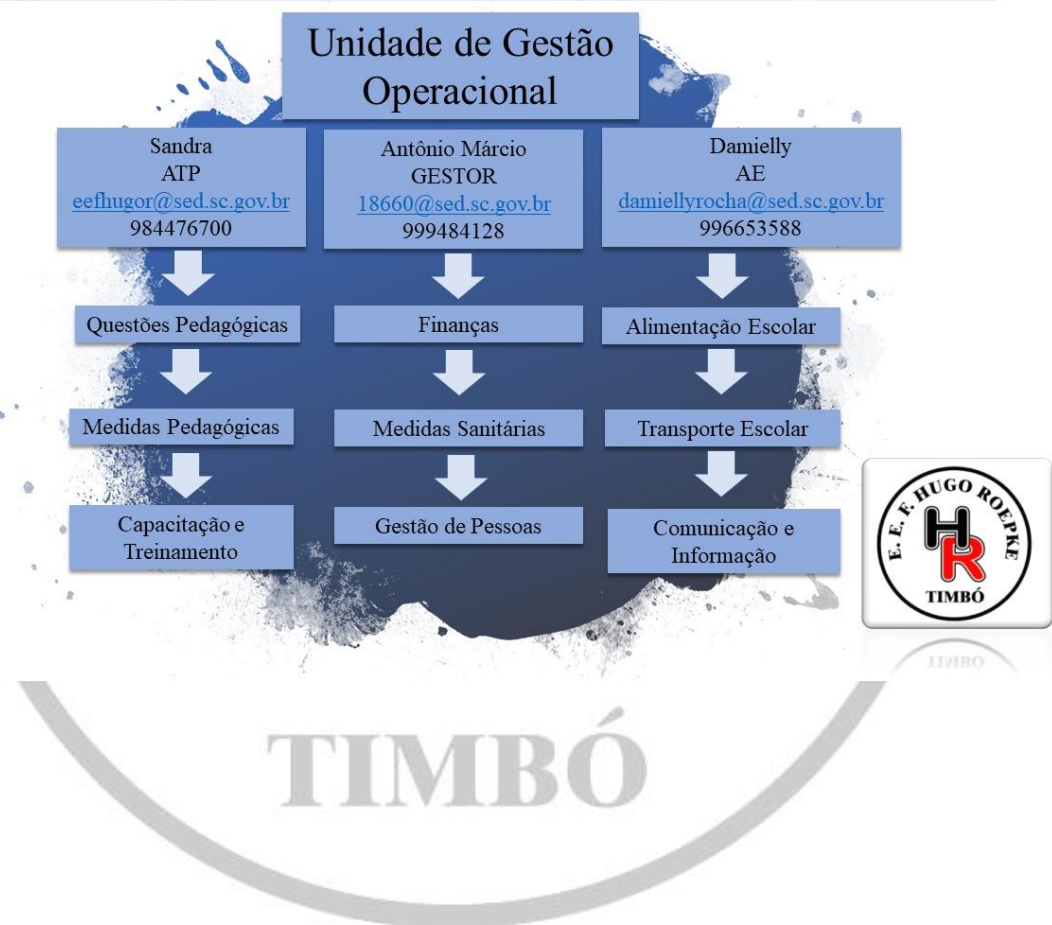 Unidade de Gestão
Operacional
Sandra
ATP
eefhugor@sed.sc.gov.br
984476700
Antônio Márcio
GESTOR
18660@sed.sc.gov.br
999484128
Damielly
AE
damiellyrocha@sed.sc.gov.br
996653588
Questões Pedagógicas
Finanças
Alimentação Escolar
Medidas Pedagógicas
Medidas Sanitárias
Transporte Escolar
Capacitação e
Treinamento
Gestão de Pessoas
Comunicação e
Informação
E. E. F. HUGO ROEPKE
HR
TIMBÓ
TIMBÓ